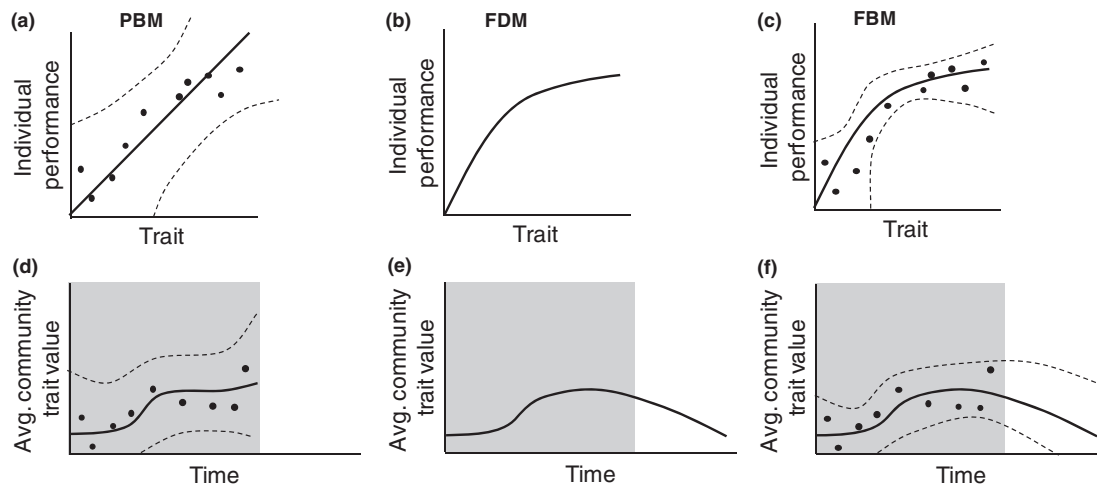 (a)
PBM
Individual
performance
Trait
(b)
FDM
Individual
performance
Trait
(c)
FBM
Individual
performance
Trait
(d)
Avg. community
trait value
Time
(e)
Avg. community
trait value
Time
(f)
Avg. community
trait value
Time